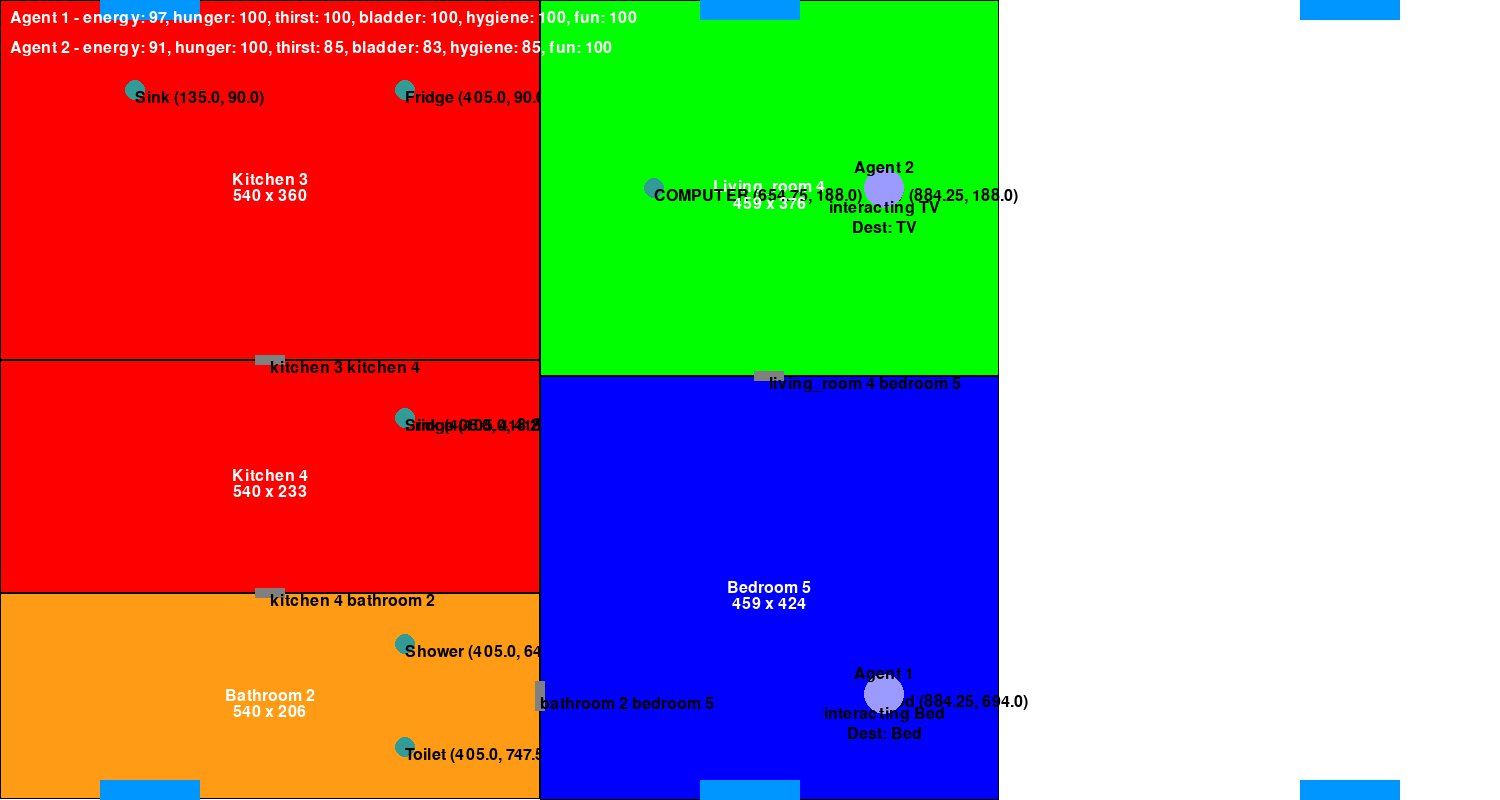 Agent 1 - energy: 97, hunger: 100, thirst: 100, bladder: 100, hygiene: 100, fun: 100
Agent 2 - energy: 91, hunger: 100, thirst: 85, bladder: 83, hygiene: 85, fun: 100
Sink (135.0, 90.0)
Fridge (405.0, 90.0
Kitchen 3
540 x 360
Agent 2
Living_room 4
COMPUTER (654.75, 188.0)
(884.25, 188.0)
459 x 376
interacting TV
Dest: TV
kitchen 3 kitchen 4
living_room 4 bedroom 5
Kitchen 4
540 x 233
kitchen 4 bathroom 2
Bedroom 5
459 x 424
Shower (405.0, 64
Agent 1
Bathroom 2
540 x 206
bathroom 2 bedroom 5
d (884.25, 694.0)
interacting Bed
Dest: Bed
Toilet (405.0, 747.5